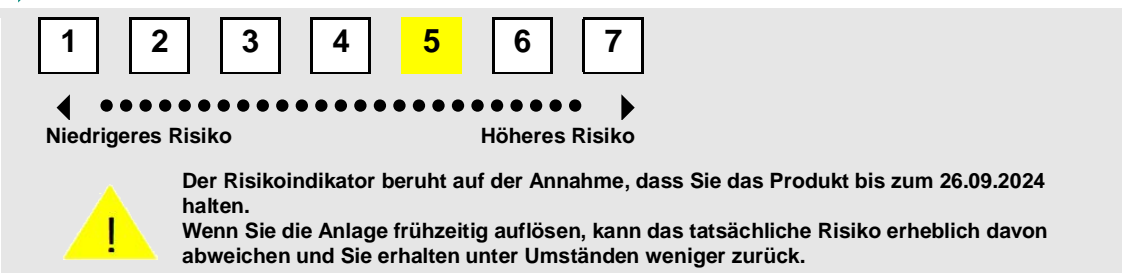 1 2 3 4 5 6 7
Niedrigeres Risiko Höheres Risiko
Der Risikoindikator beruht auf der Annahme, dass Sie das Produkt bis zum 26.09.2024
halten.
Wenn Sie die Anlage frühzeitig auflösen, kann das tatsächliche Risiko erheblich davon
abweichen und Sie erhalten unter Umständen weniger zurück.
!